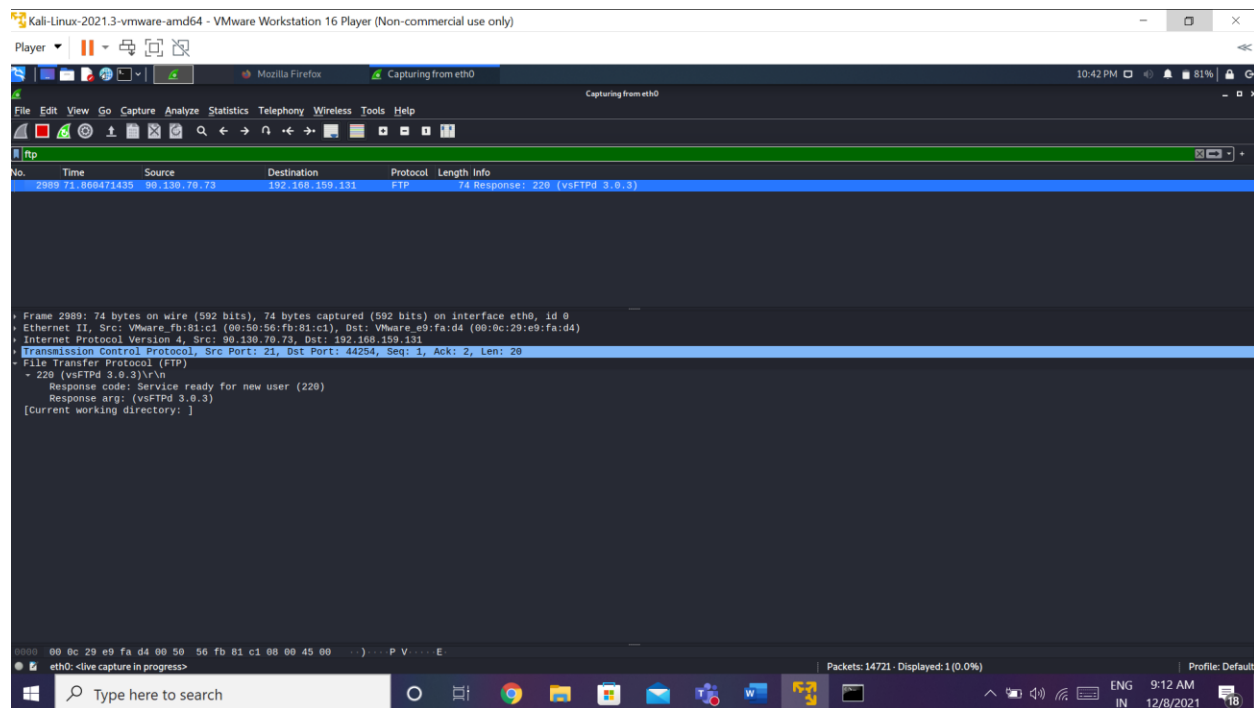 Kali-Linux-2021.3-vmware-amd64 - VMware Workstation 16 Player (Non-commercial use only)
Player
Mozilla Firefox
Capturing from eth0
10:42 PM
81%
Capturing from eth0
File Edit View Go Capture Analyze Statistics Telephony Wireless Tools Help
ftp
No. Time Source Destination Protocol Length Info
2989 71.860471435 90.130.70.73 192.168.159.131 FTP 74 Response: 220 (vsFTPd 3.0.3)
Frame 2989: 74 bytes on wire (592 bits), 74 bytes captured (592 bits) on interface eth0, id 0
Ethernet II, Src: VMware_fb:81:c1 (00:50:56:fb:81:c1), Dst: VMware_e9:fa:d4 (00:0c:29:e9:fa:d4)
Internet Protocol Version 4, Src: 90.130.70.73, Dst: 192.168.159.131
Transmission Control Protocol, Src Port: 21, Dst Port: 44254, Seq: 1, Ack: 2, Len: 20
File Transfer Protocol (FTP)
220 (vsFTPd 3.0.3)\r\n
Response code: Service ready for new user (220)
Response arg: (vsFTPd 3.0.3)
[Current working directory: ]
0000 00 0c 29 e9 fa d4 00 50 56 fb 81 c1 08 00 45 00 ··)····P V·····E·
eth0: <live capture in progress>
Packets: 14721 · Displayed: 1 (0.0%)
Profile: Default
Type here to search
ENG
IN
9:12 AM
12/8/2021
18